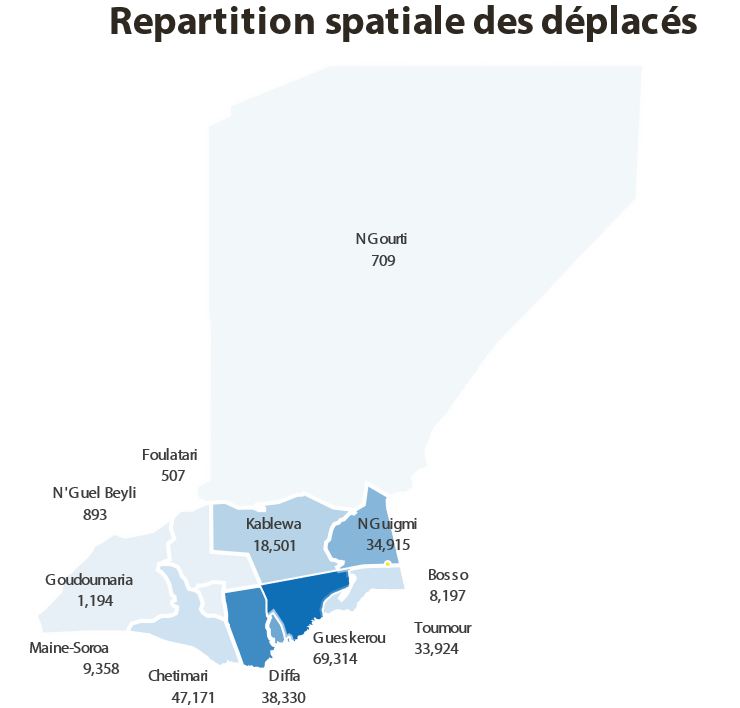 Repartition spatiale des déplacés
NGourti
709
Foulatari
507
N'Guel Beyli
893
Kablewa
18,501
NGuigmi
34,915
Goudoumaria
1,194
Bosso
8,197
Maine-Soroa
9,358
Gueskerou
69,314
Toumour
33,924
Chetimari
47,171
Diffa
38,330